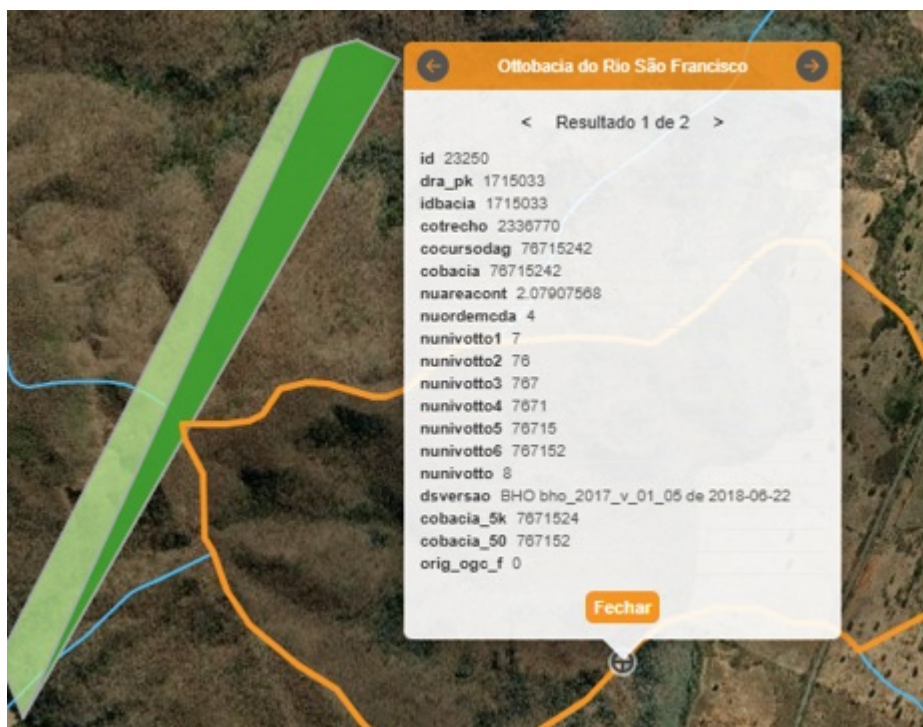 Ottobacia do Rio São Francisco
< Resultado 1 de 2 >
id 23250
dra_pk 1715033
idbacia 1715033
cotrecho 2336770
cocursodag 76715242
cobacia 76715242
nuareacont 2.07907568
nuordemcda 4
nunivotto1 7
nunivotto2 76
nunivotto3 767
nunivotto4 7671
nunivotto5 76715
nunivotto6 767152
nunivotto 8
dsversao BHO bho_2017_v_01_05 de 2018-06-22
cobacia_5k 7671524
cobacia_50 767152
orig_ogc_f 0
Fechar